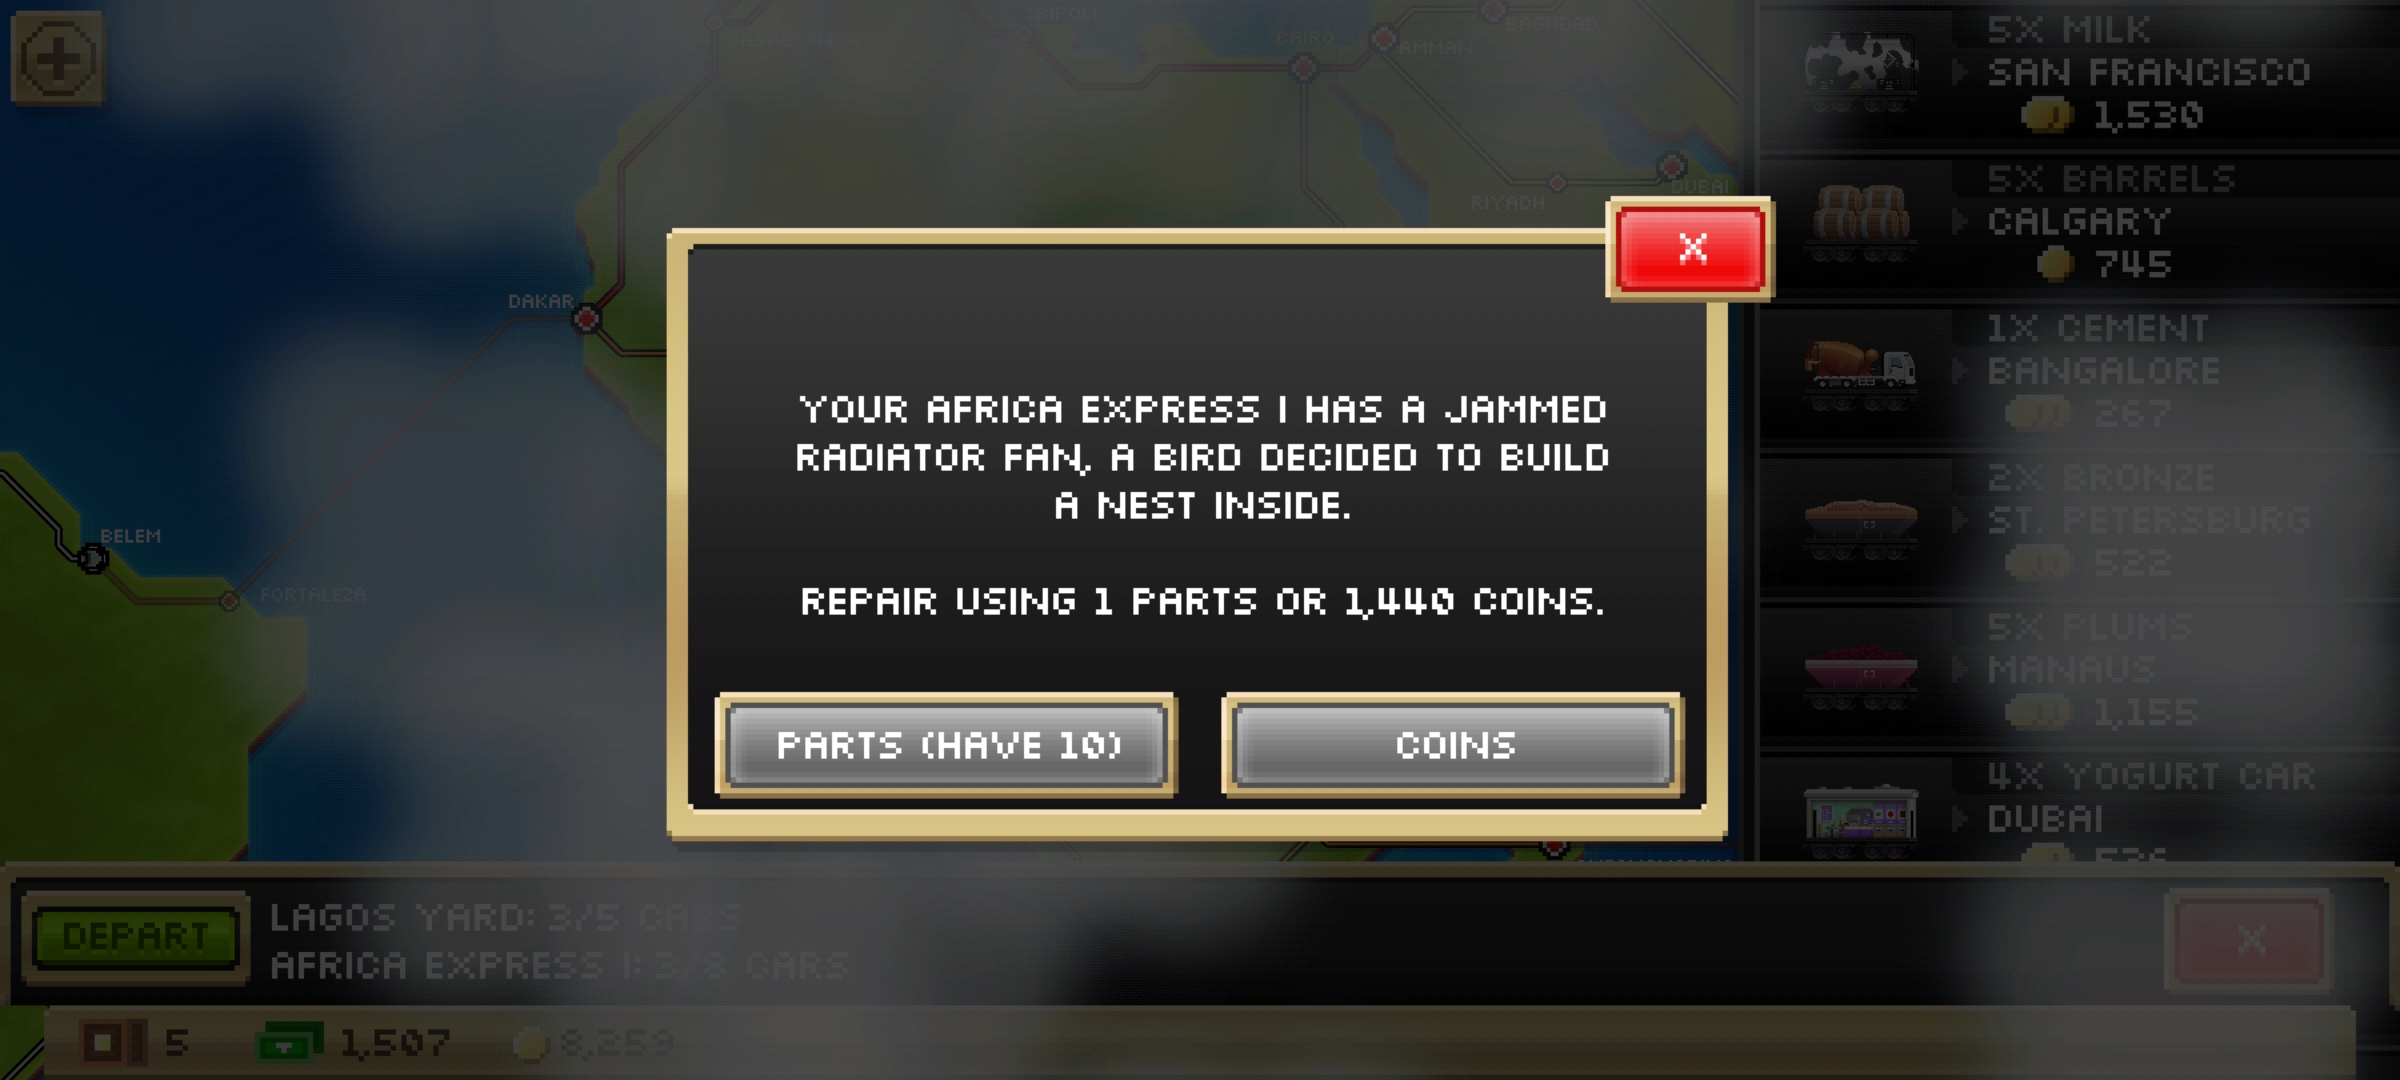 TRIPOLI
CASABLANCA
CAIRO
AMMAN
BAGHDAD
RIYADH
DUBAI
DAKAR
BELEM
FORTALEZA
X
YOUR AFRICA EXPRESS I HAS A JAMMED
RADIATOR FAN, A BIRD DECIDED TO BUILD
A NEST INSIDE.
REPAIR USING 1 PARTS OR 1,440 COINS.
PARTS (HAVE 10)
COINS
5X MILK
SAN FRANCISCO
1,530
5X BARRELS
CALGARY
745
1X CEMENT
BANGALORE
267
2X BRONZE
ST. PETERSBURG
522
5X PLUMS
MANAUS
1,155
4X YOGURT CAR
DUBAI
536
DEPART
LAGOS YARD: 3/5 CARS
AFRICA EXPRESS I: 3/8 CARS
X
5
1,507
8,259